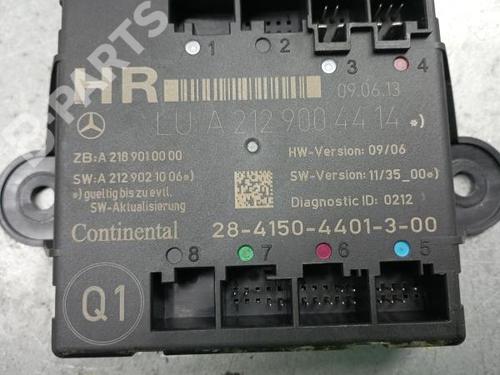 1
2
3
4
HR
09.06.13
LU: A 212 900 44 14 *)
ZB: A 218 901 00 00
HW-Version: 09/06
SW: A 212 902 10 06*)
SW-Version: 11/35_00*)
*) gueltig bis zu evtl.
SW-Aktualisierung
Diagnostic ID: 0212
Continental
28-4150-4401-3-00
8
7
6
5
Q1
B-PARTS